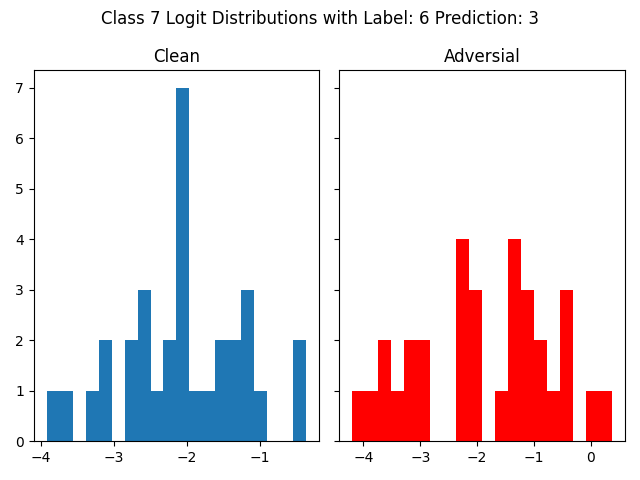 Class 7 Logit Distributions with Label: 6 Prediction: 3
Clean
Adversial
7
6
5
4
3
2
1
0
−4 −3 −2 −1
−4 −3 −2 −1 0